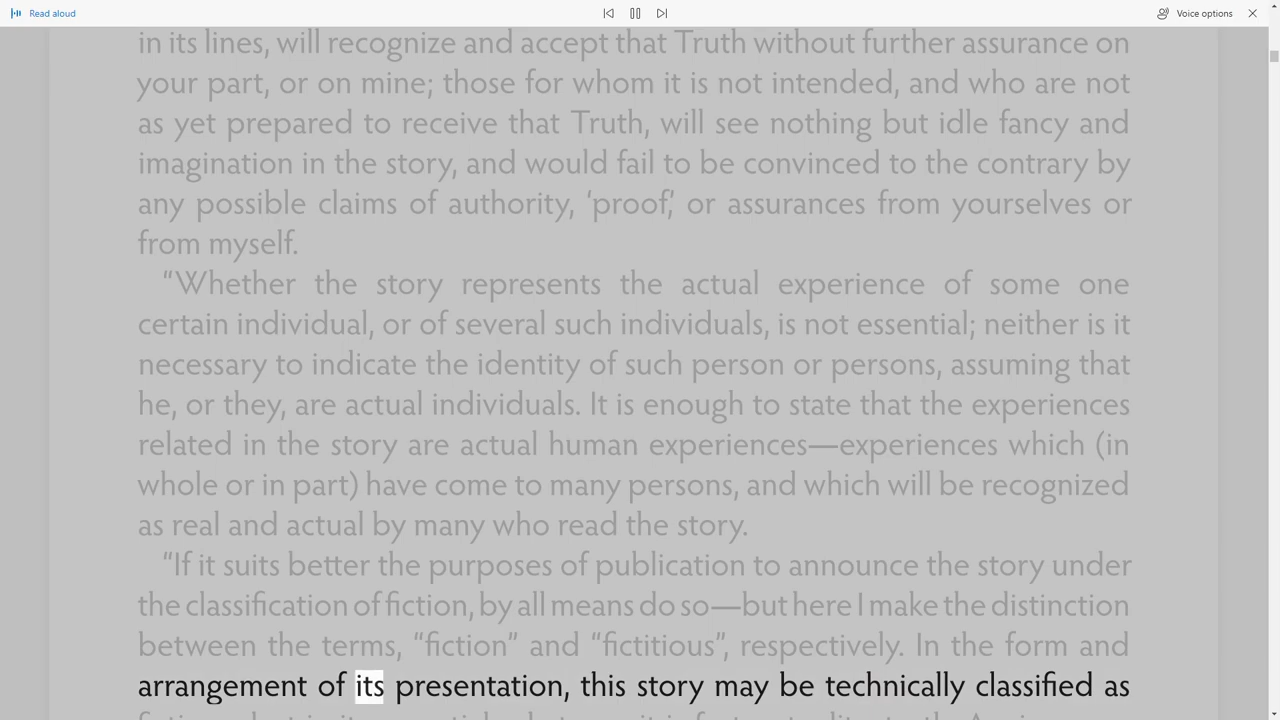 Read aloud
Voice options
in its lines, will recognize and accept that Truth without further assurance on
your part, or on mine; those for whom it is not intended, and who are not
as yet prepared to receive that Truth, will see nothing but idle fancy and
imagination in the story, and would fail to be convinced to the contrary by
any possible claims of authority, ‘proof,’ or assurances from yourselves or
from myself.
“Whether the story represents the actual experience of some one
certain individual, or of several such individuals, is not essential; neither is it
necessary to indicate the identity of such person or persons, assuming that
he, or they, are actual individuals. It is enough to state that the experiences
related in the story are actual human experiences—experiences which (in
whole or in part) have come to many persons, and which will be recognized
as real and actual by many who read the story.
“If it suits better the purposes of publication to announce the story under
the classification of fiction, by all means do so—but here I make the distinction
between the terms, “fiction” and “fictitious”, respectively. In the form and
arrangement of its presentation, this story may be technically classified as